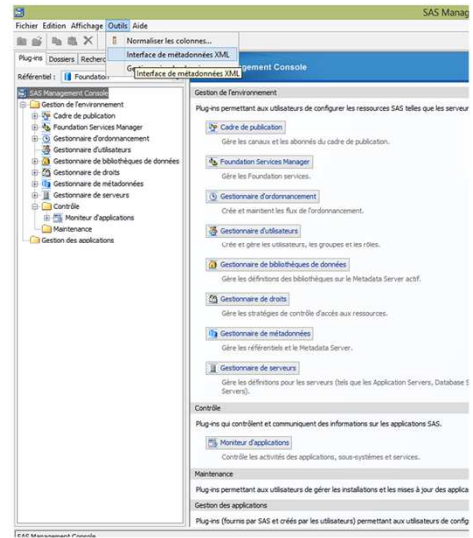 SAS Manag
Fichier Edition Affichage Outils Aide
Normaliser les colonnes...
Interface de métadonnées XML
Interface de métadonnées XML
Plug-ins Dossiers Recherc
gement Console
Référentiel : Foundation
SAS Management Console
Gestion de l'environnement
Cadre de publication
Foundation Services Manager
Gestionnaire d'ordonnancement
Gestionnaire d'utilisateurs
Gestionnaire de bibliothèques de données
Gestionnaire de droits
Gestionnaire de métadonnées
Gestionnaire de serveurs
Contrôle
Moniteur d'applications
Maintenance
Gestion des applications
Gestion de l'environnement
Plug-ins permettant aux utilisateurs de configurer les ressources SAS telles que les serveur
Cadre de publication
Gère les canaux et les abonnés du cadre de publication.
Foundation Services Manager
Gère les Foundation services.
Gestionnaire d'ordonnancement
Crée et maintient les flux de l'ordonnancement.
Gestionnaire d'utilisateurs
Crée et gère les utilisateurs, les groupes et les rôles.
Gestionnaire de bibliothèques de données
Gère les définitions des bibliothèques sur le Metadata Server actif.
Gestionnaire de droits
Gère les stratégies de contrôle d'accès aux ressources.
Gestionnaire de métadonnées
Gère les référentiels et le Metadata Server.
Gestionnaire de serveurs
Gère les définitions pour les serveurs (tels que les Application Servers, Database S
Servers).
Contrôle
Plug-ins qui contrôlent et communiquent des informations sur les applications SAS.
Moniteur d'applications
Contrôle les activités des applications, sous-systèmes et services.
Maintenance
Plug-ins permettant aux utilisateurs de gérer les installations et les mises à jour des applica
Gestion des applications
Plug-ins (fournis par SAS et créés par les utilisateurs) permettant aux utilisateurs de config
SAS Management Console